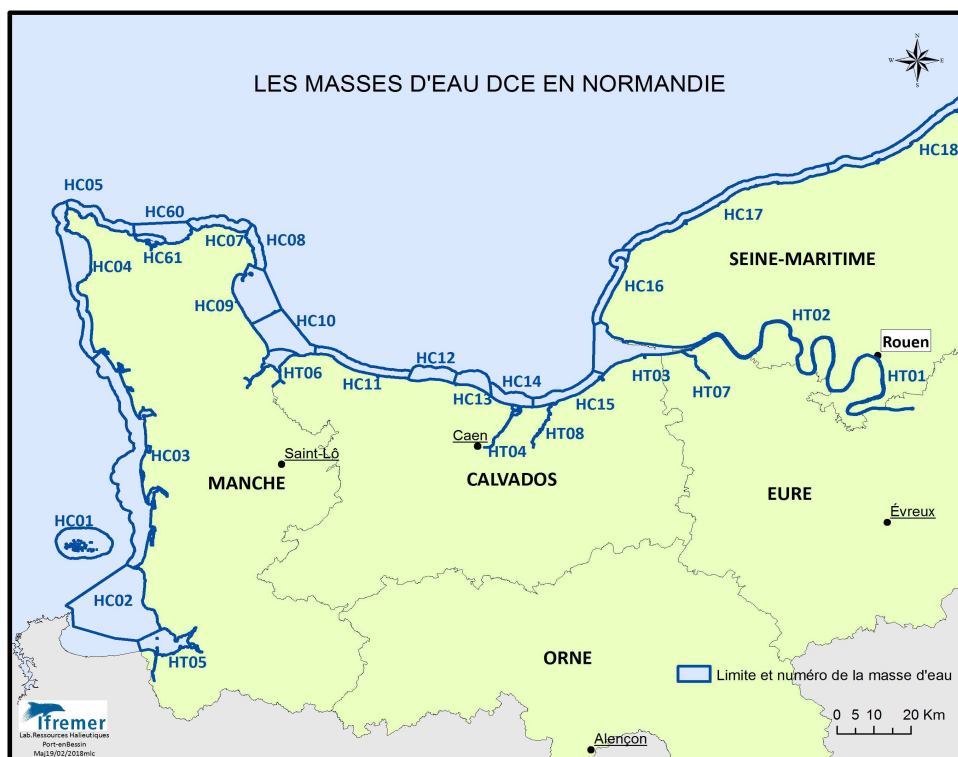 N
W E
S
LES MASSES D'EAU DCE EN NORMANDIE
HC18
HC05
HC60
HC17
HC07
HC08
HC61
HC04
SEINE-MARITIME
HC16
HC09
HC10
HT02
Rouen
HC12
HT06
HC11
HC14
HT03
HT01
HC13
HC15
HT07
Caen
HT04
HT08
HC03
Saint-Lô
MANCHE
CALVADOS
EURE
HC01
Évreux
HC02
HT05
ORNE
Limite et numéro de la masse d'eau
Ifremer
Lab.Ressources Halieutiques
Port-enBessin
Maj19/02/2018mlc
0 5 10 20 Km
Alençon